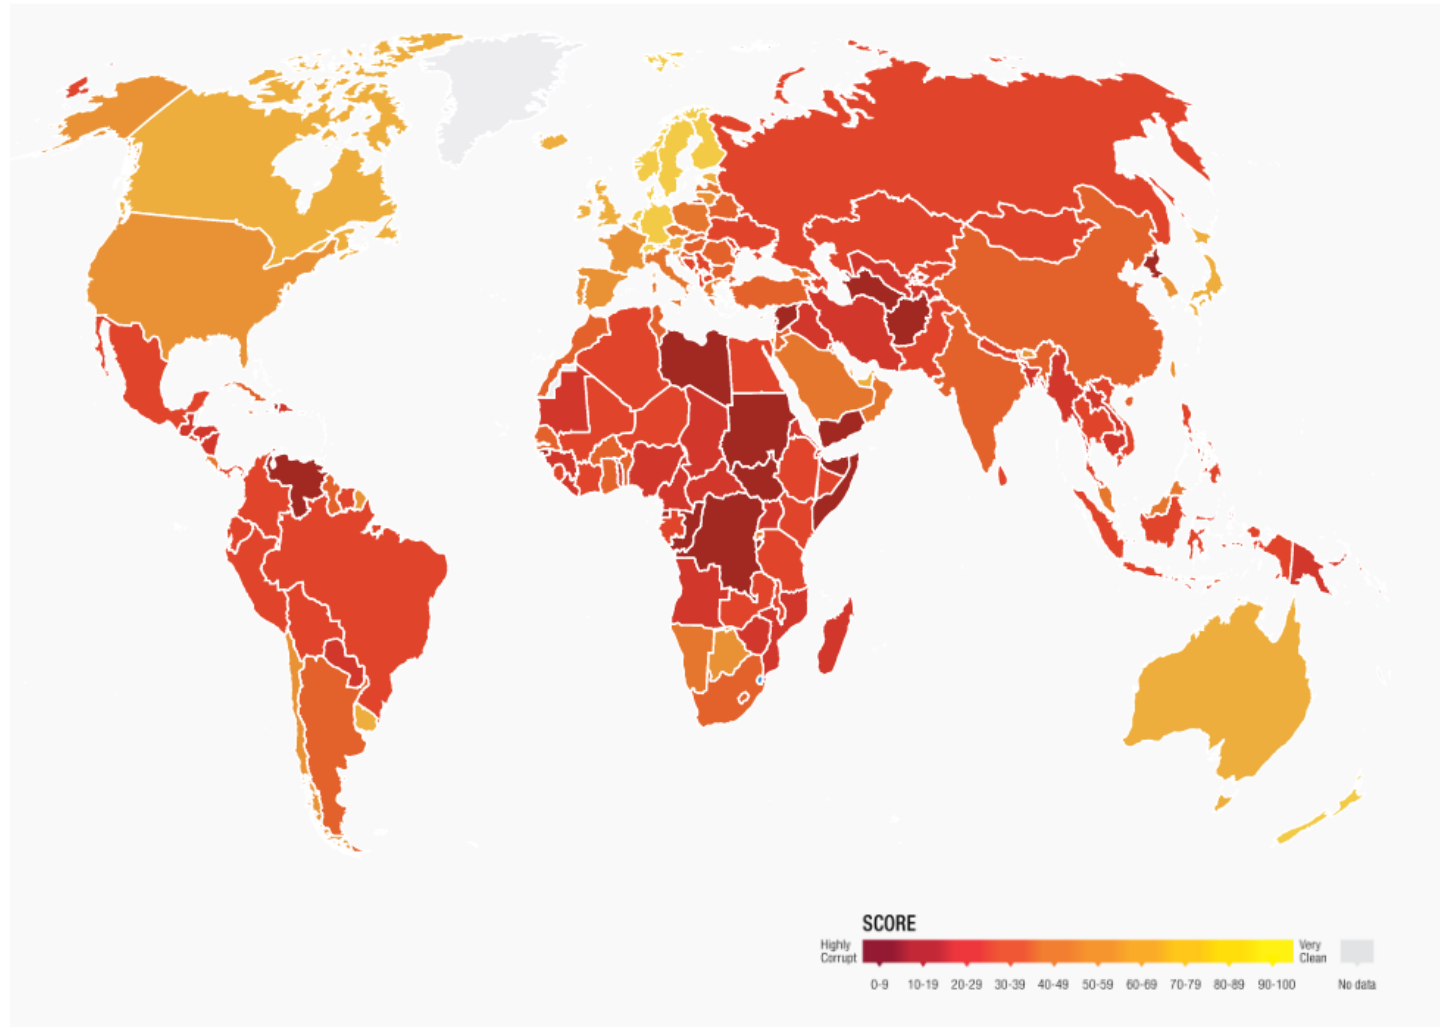 SCORE
Highly
Corrupt
Very
Clean
0-9 10-19 20-29 30-39 40-49 50-59 60-69 70-79 80-89 90-100 No data